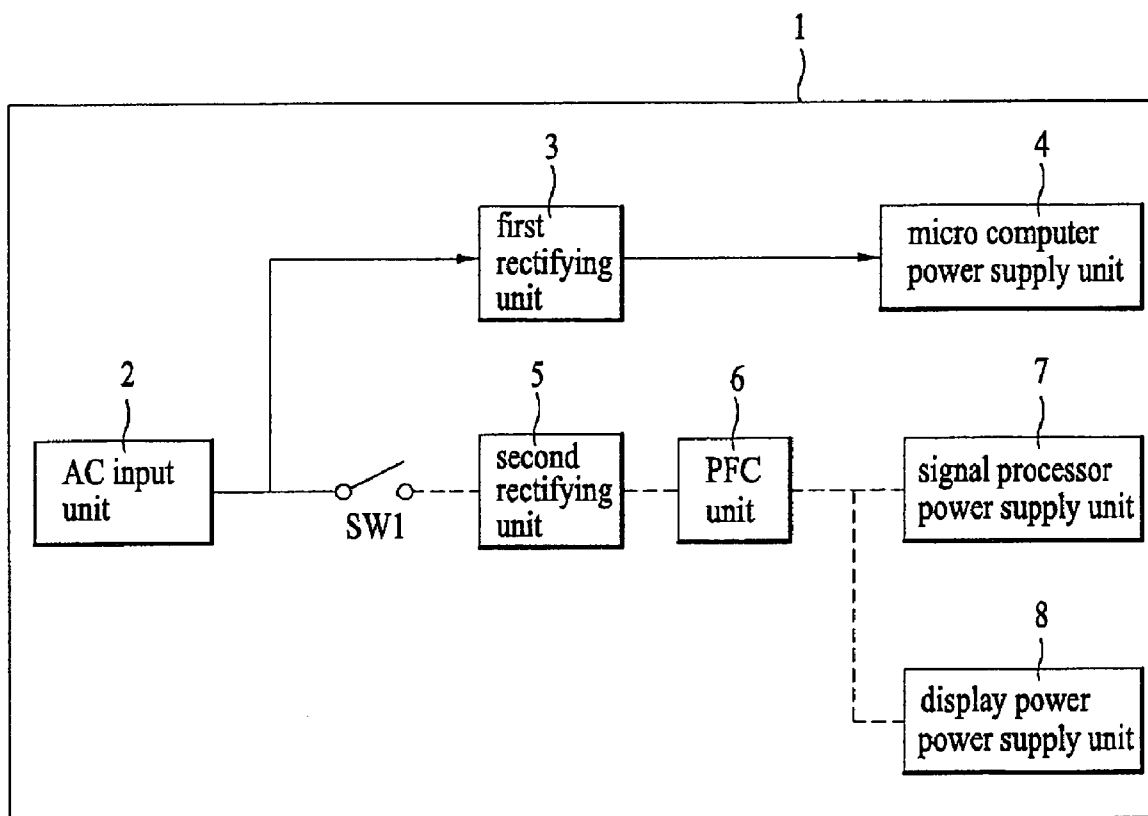 1
3
first
rectifying
unit
4
micro computer
power supply unit
2
AC input
unit
SW1
5
second
rectifying
unit
6
PFC
unit
7
signal processor
power supply unit
8
display power
power supply unit